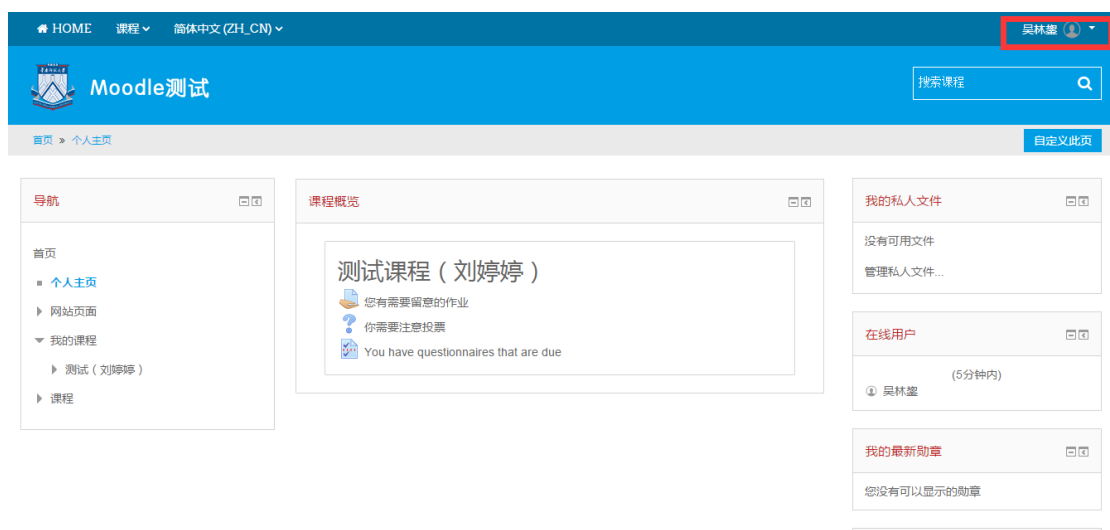 HOME 课程 简体中文 (ZH_CN) 吴林鋆
Moodle测试
搜索课程
首页 » 个人主页
自定义此页
导航
首页
个人主页
网站页面
我的课程
测试（刘婷婷）
课程
课程概览
测试课程（刘婷婷）
您有需要留意的作业
你需要注意投票
You have questionnaires that are due
我的私人文件
没有可用文件
管理私人文件...
在线用户
(5分钟内)
吴林鋆
我的最新勋章
您没有可以显示的勋章